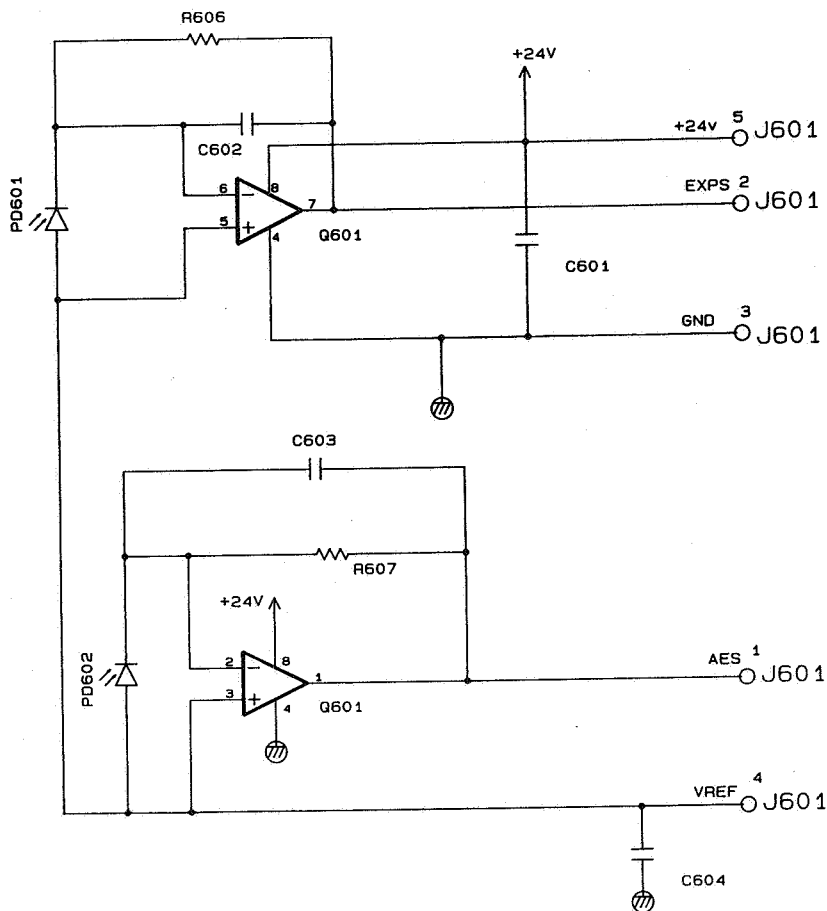 R606
+24V
C602
+24V 5 J601
EXPS 2 J601
PD601
6 - 8 7
5 + 4
Q601
C601
GND 3 J601
C603
R607
+24V
PD602
2 - 8 1
3 + 4
Q601
AES 1 J601
VREF 4 J601
C604